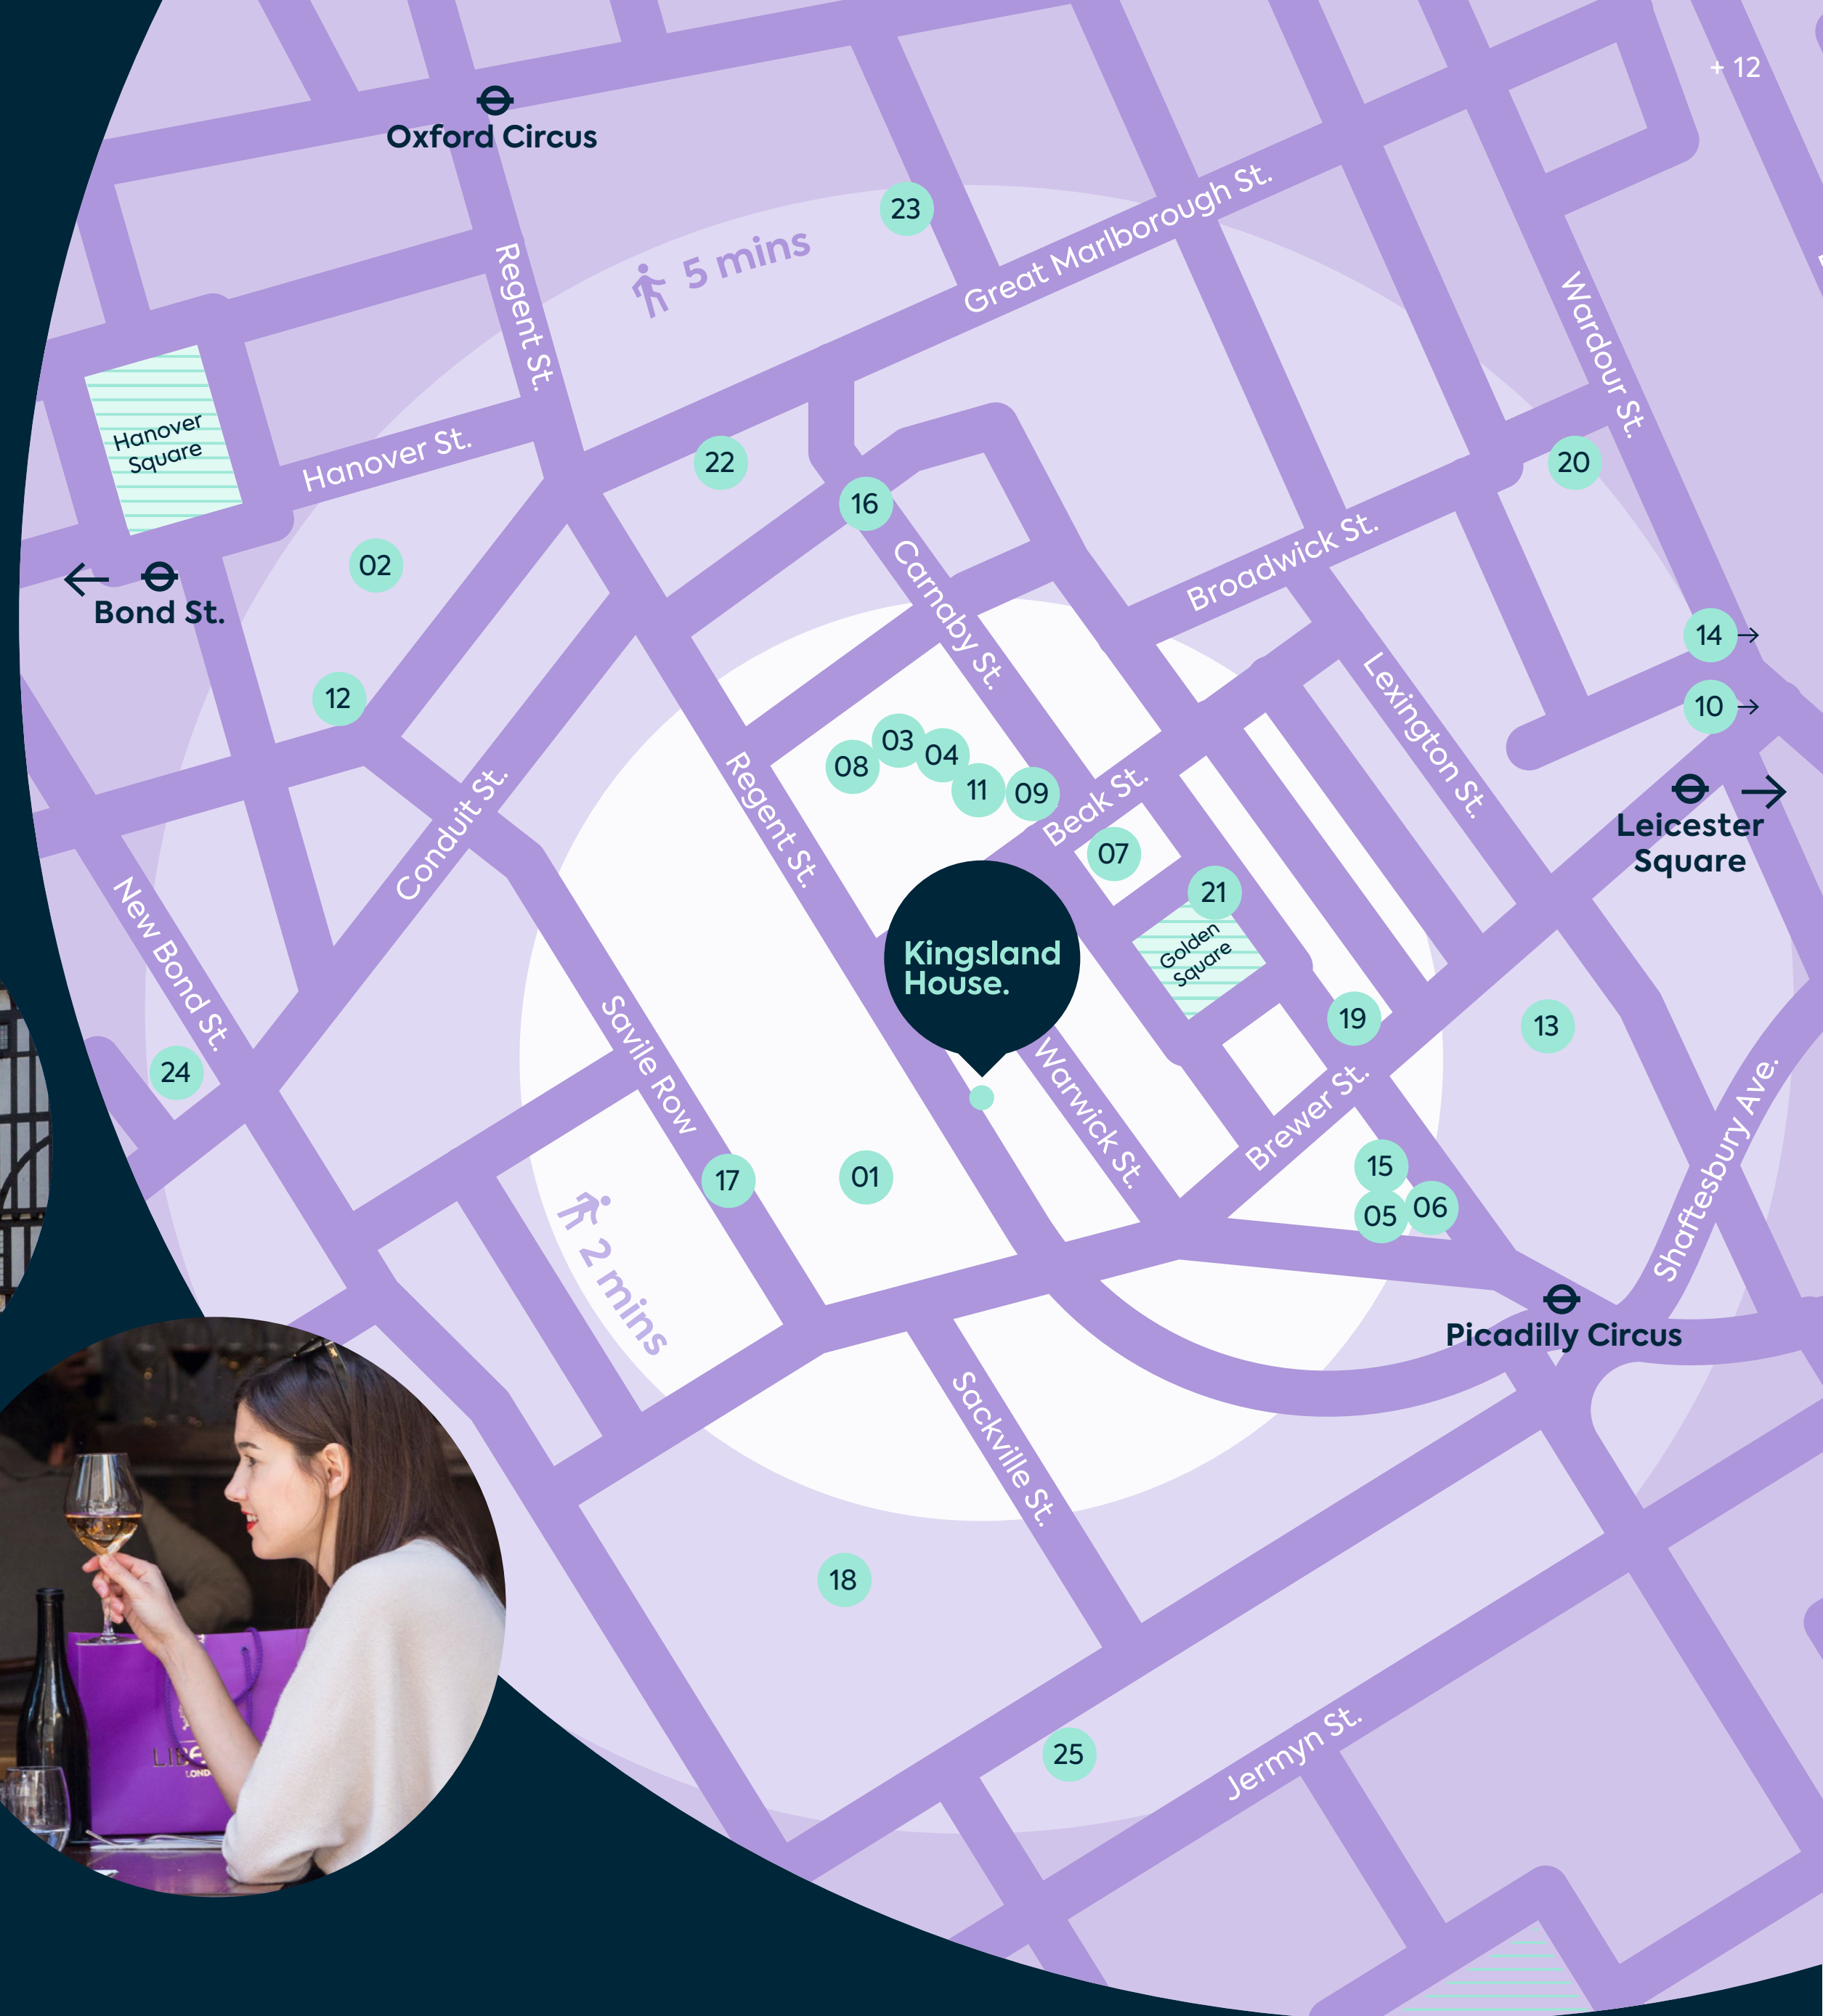 + 12
Oxford Circus
23
5 mins
Great Marlborough St.
Regent St.
Wardour St.
Hanover
Square
Hanover St.
22
20
16
Carnaby St.
Broadwick St.
02
Bond St.
14
12
10
Lexington St.
03
04
08
11
09
Regent St.
Beak St.
Conduit St.
Leicester
Square
07
21
New Bond St.
Kingsland
House.
Golden
Square
Savile Row
19
13
24
Warwick St.
Brewer St.
Shaftesbury Ave.
17
01
15
05
06
2 mins
Picadilly Circus
Sackville St.
18
25
Jermyn St.